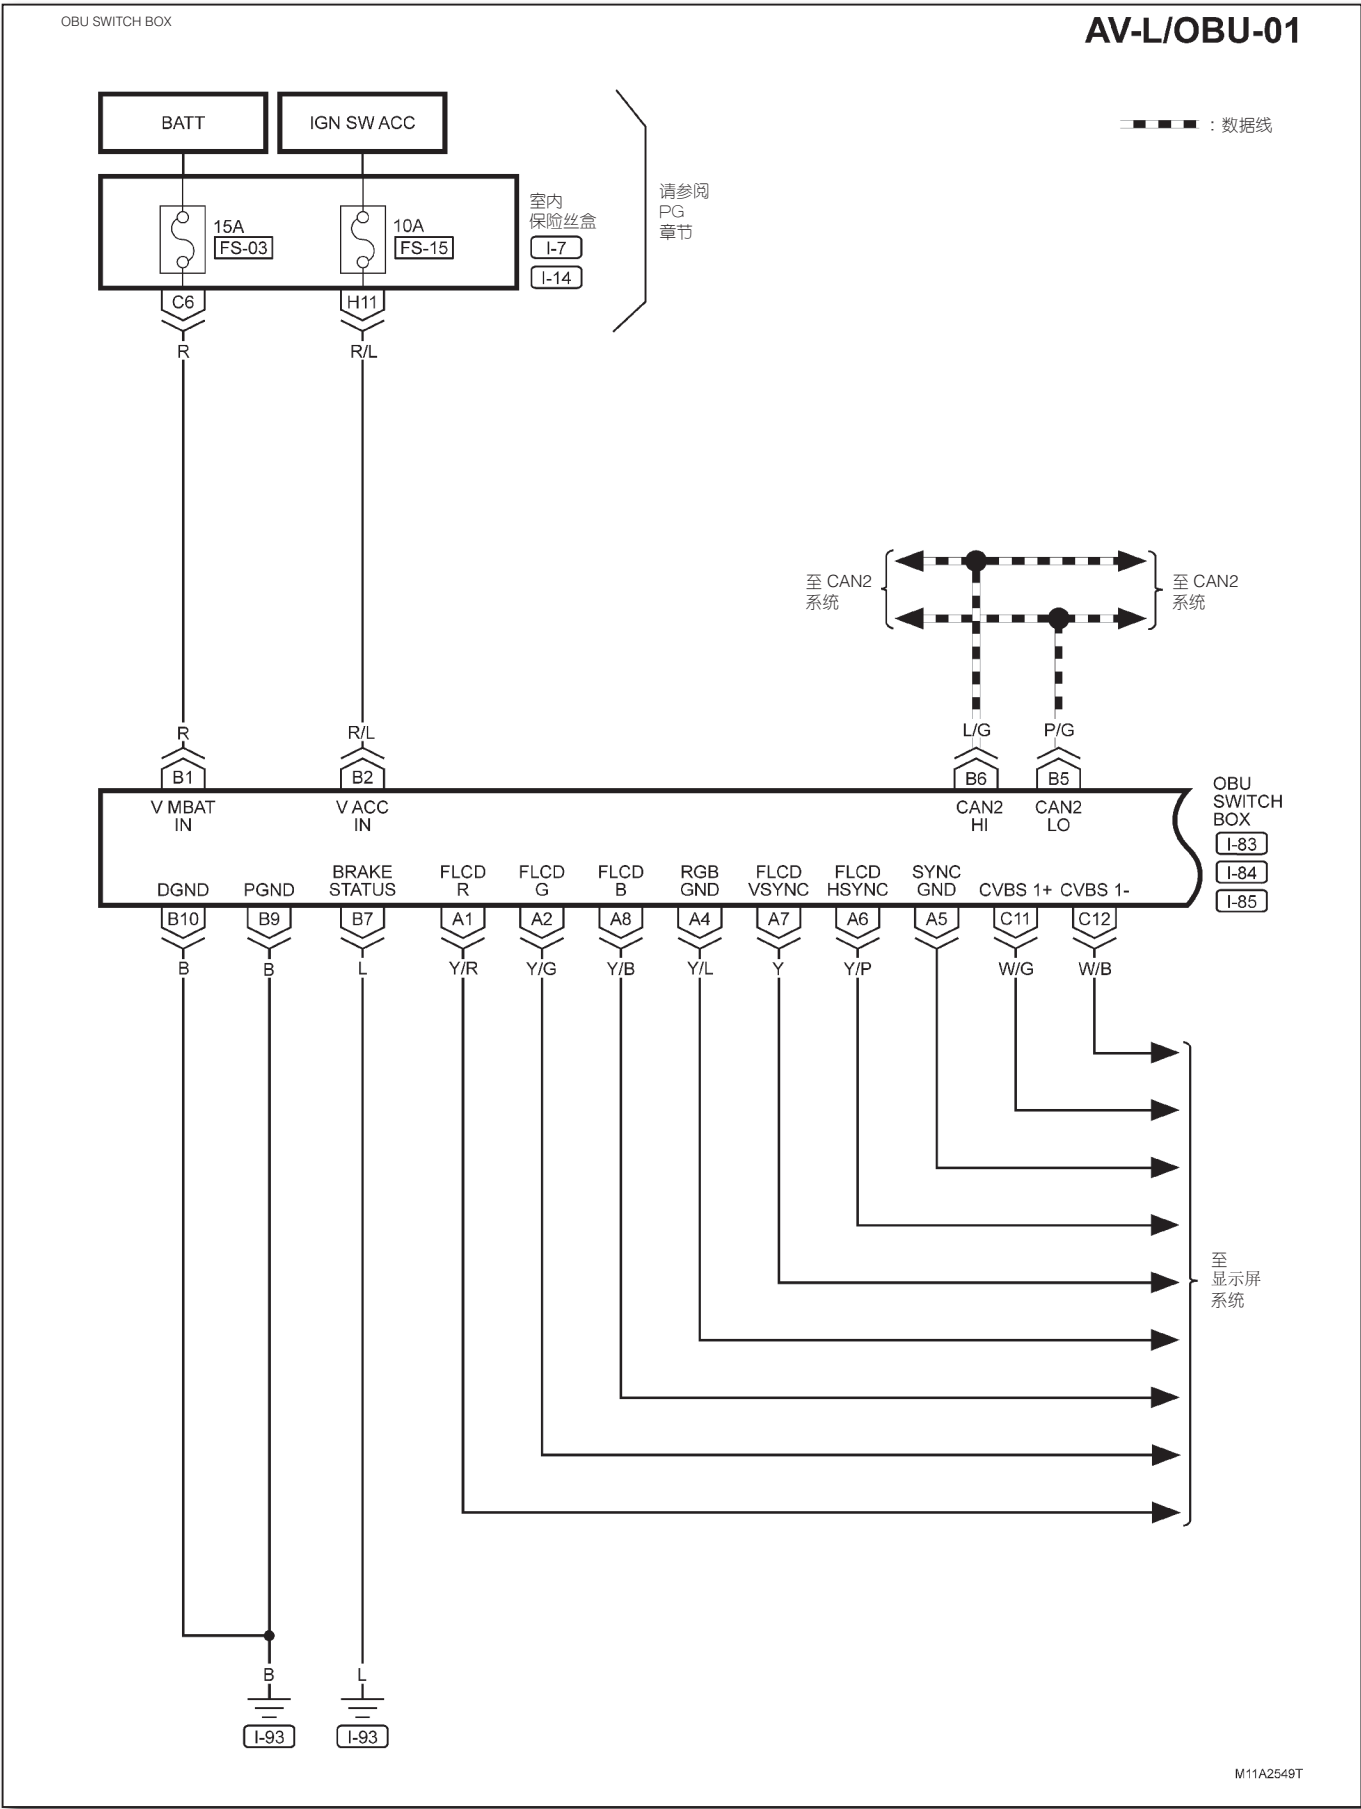 OBU SWITCH BOX
AV-L/OBU-01
BATT
IGN SW ACC
: 数据线
15A
FS-03
10A
FS-15
室内
保险丝盒
I-7
I-14
请参阅
PG
章节
C6
H11
R
R/L
至 CAN2
系统
至 CAN2
系统
R
R/L
L/G
P/G
B1
B2
B6
B5
V MBAT
IN
V ACC
IN
CAN2
HI
CAN2
LO
OBU
SWITCH
BOX
I-83
I-84
I-85
DGND
PGND
BRAKE
STATUS
FLCD
R
FLCD
G
FLCD
B
RGB
GND
FLCD
VSYNC
FLCD
HSYNC
SYNC
GND
CVBS 1+
CVBS 1-
B10
B9
B7
A1
A2
A8
A4
A7
A6
A5
C11
C12
B
B
L
Y/R
Y/G
Y/B
Y/L
Y
Y/P
W/G
W/B
至
显示屏
系统
B
L
I-93
I-93
M11A2549T